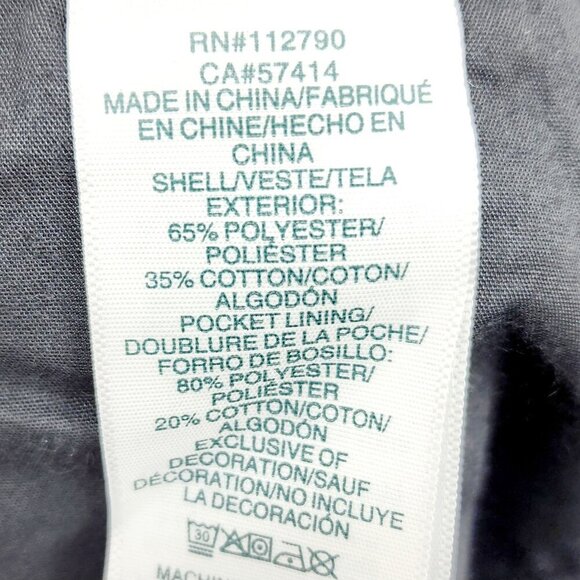 RN#112790
CA#57414
MADE IN CHINA/FABRIQUÉ
EN CHINE/HECHO EN
CHINA
SHELL/VESTE/TELA
EXTERIOR:
65% POLYESTER/
POLIÉSTER
35% COTTON/COTON/
ALGODÓN
POCKET LINING/
DOUBLURE DE LA POCHE/
FORRO DE BOSILLO:
80% POLYESTER/
POLIÉSTER
20% COTTON/COTON/
ALGODÓN
EXCLUSIVE OF
DECORATION/SAUF
DÉCORATION/NO INCLUYE
LA DECORACIÓN
30
MACHIN